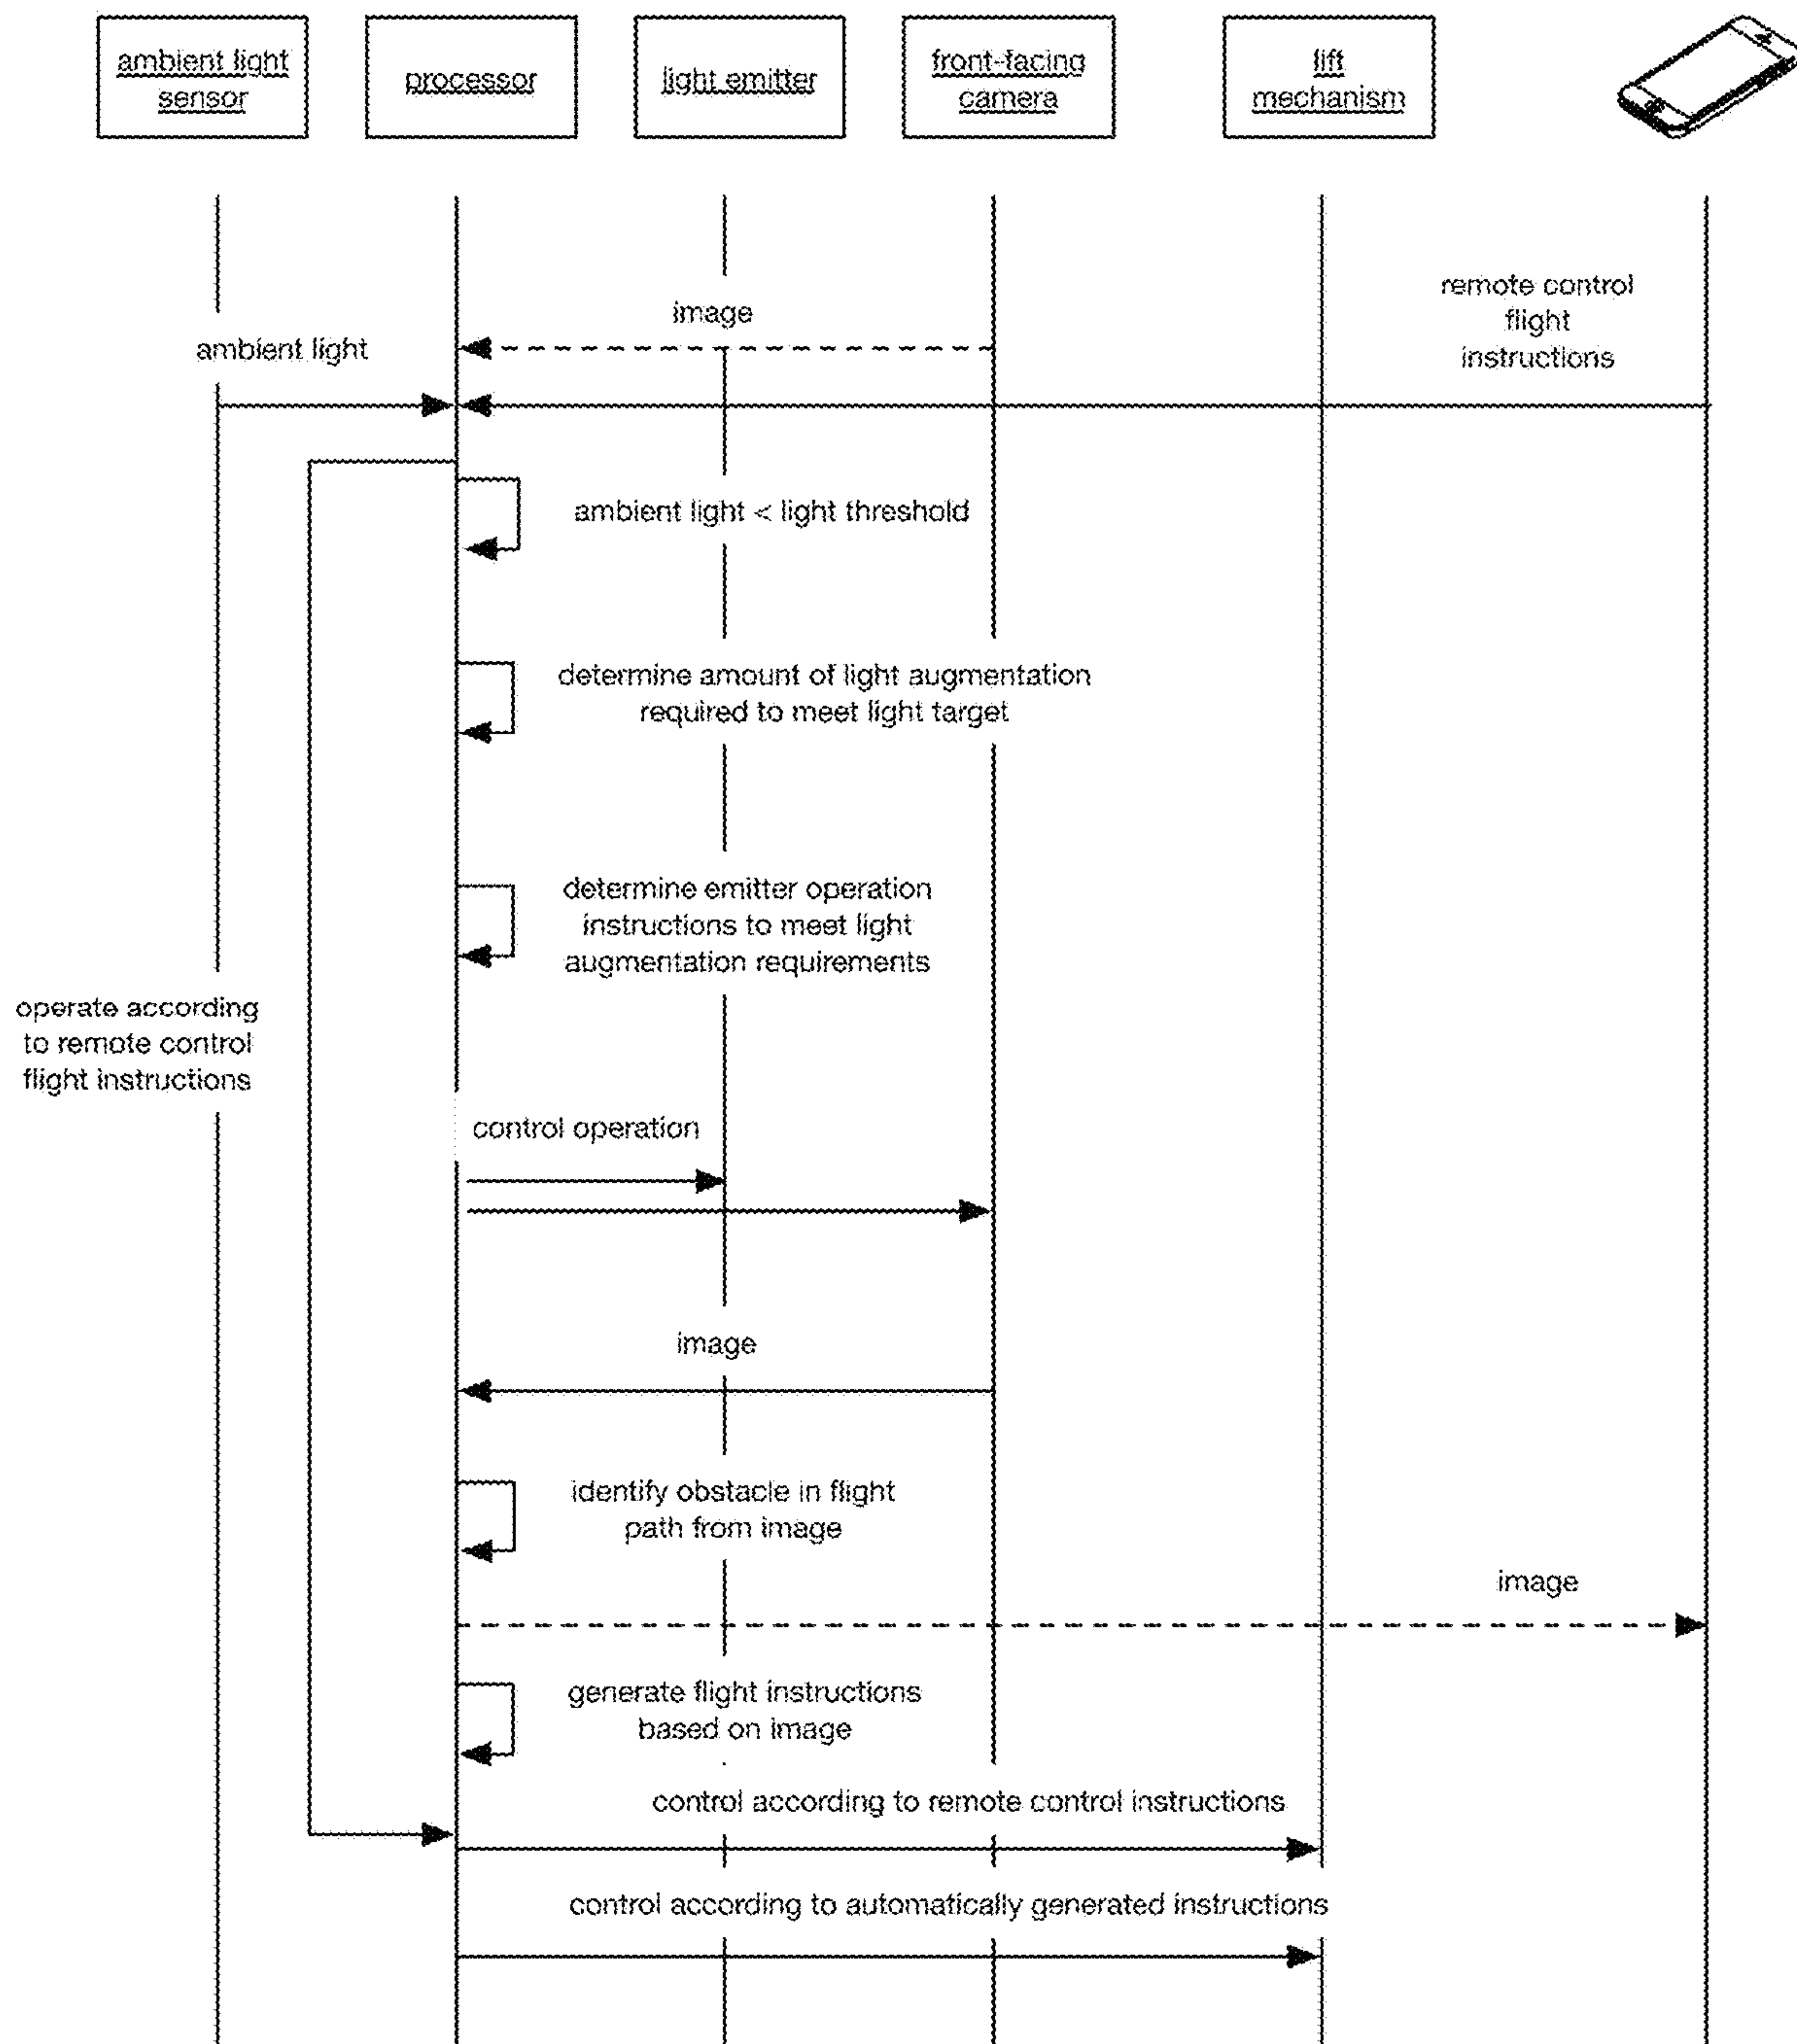 ambient light
sensor
processor
light emitter
front-facing
camera
lift
mechanism
remote control
flight
instructions
image
ambient light
ambient light < light threshold
determine amount of light augmentation
required to meet light target
determine emitter operation
instructions to meet light
augmentation requirements
operate according
to remote control
flight instructions
control operation
image
identify obstacle in flight
path from image
image
generate flight instructions
based on image
control according to remote control instructions
control according to automatically generated instructions